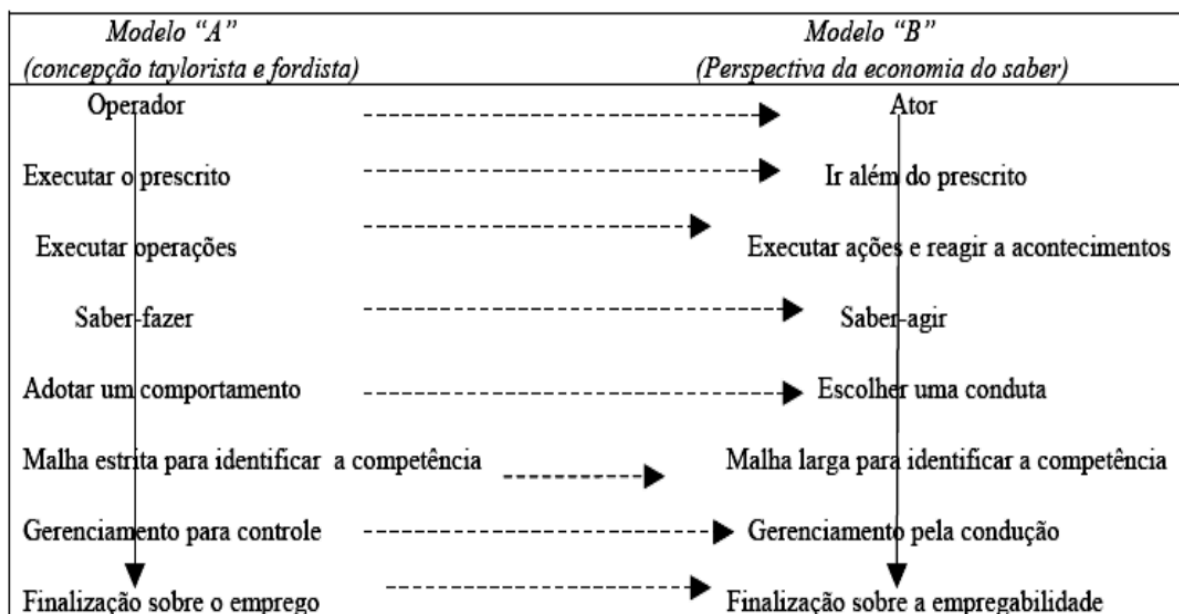 Modelo “A” Modelo “B”
(concepção taylorista e fordista) (Perspectiva da economia do saber)
Operador Ator
Executar o prescrito Ir além do prescrito
Executar operações Executar ações e reagir a acontecimentos
Saber-fazer Saber-agir
Adotar um comportamento Escolher uma conduta
Malha estrita para identificar a competência Malha larga para identificar a competência
Gerenciamento para controle Gerenciamento pela condução
Finalização sobre o emprego Finalização sobre a empregabilidade